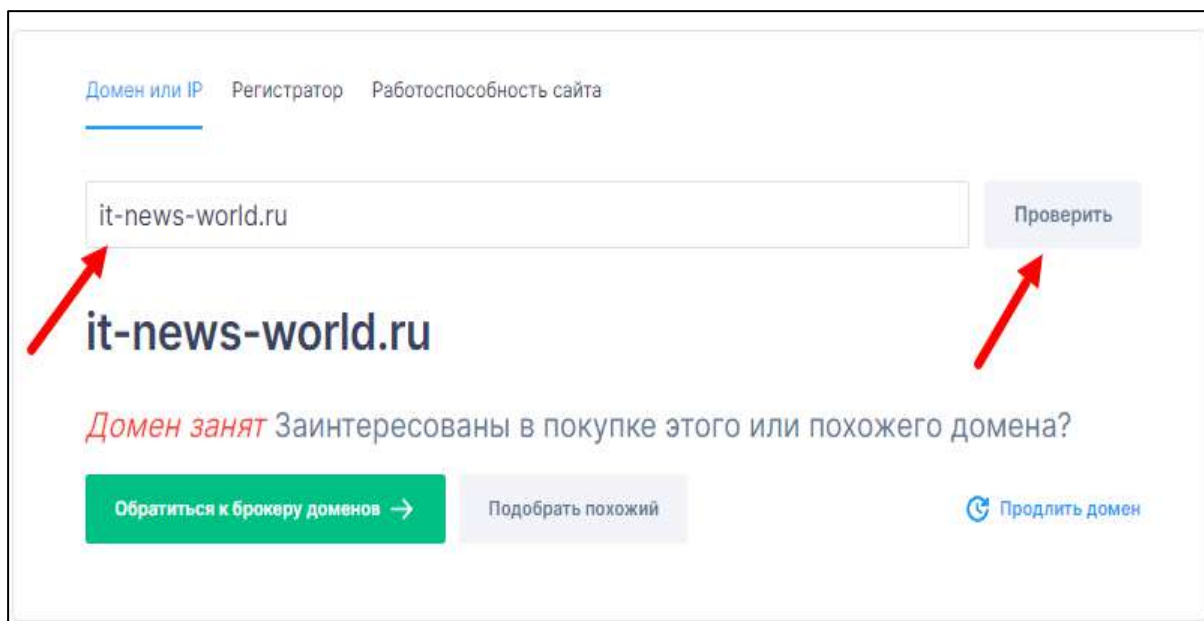 Домен или IP Регистратор Работоспособность сайта
it-news-world.ru Проверить
it-news-world.ru
Домен занят Заинтересованы в покупке этого или похожего домена?
Обратиться к брокеру доменов → Подобрать похожий Продлить домен